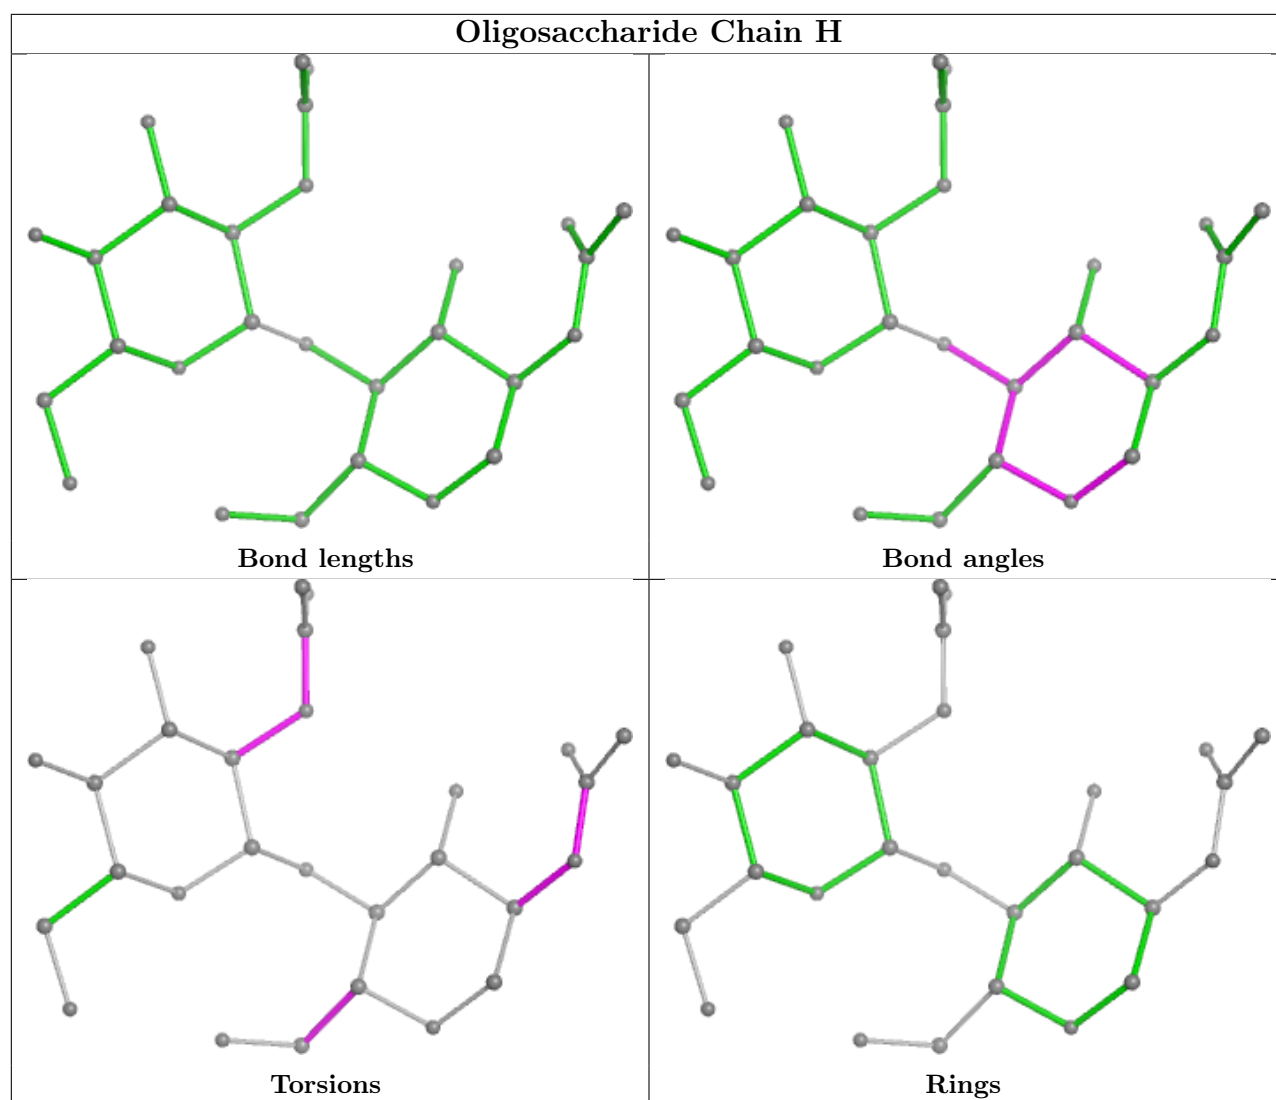 Oligosaccharide Chain H
Bond lengths
Bond angles
Torsions
Rings